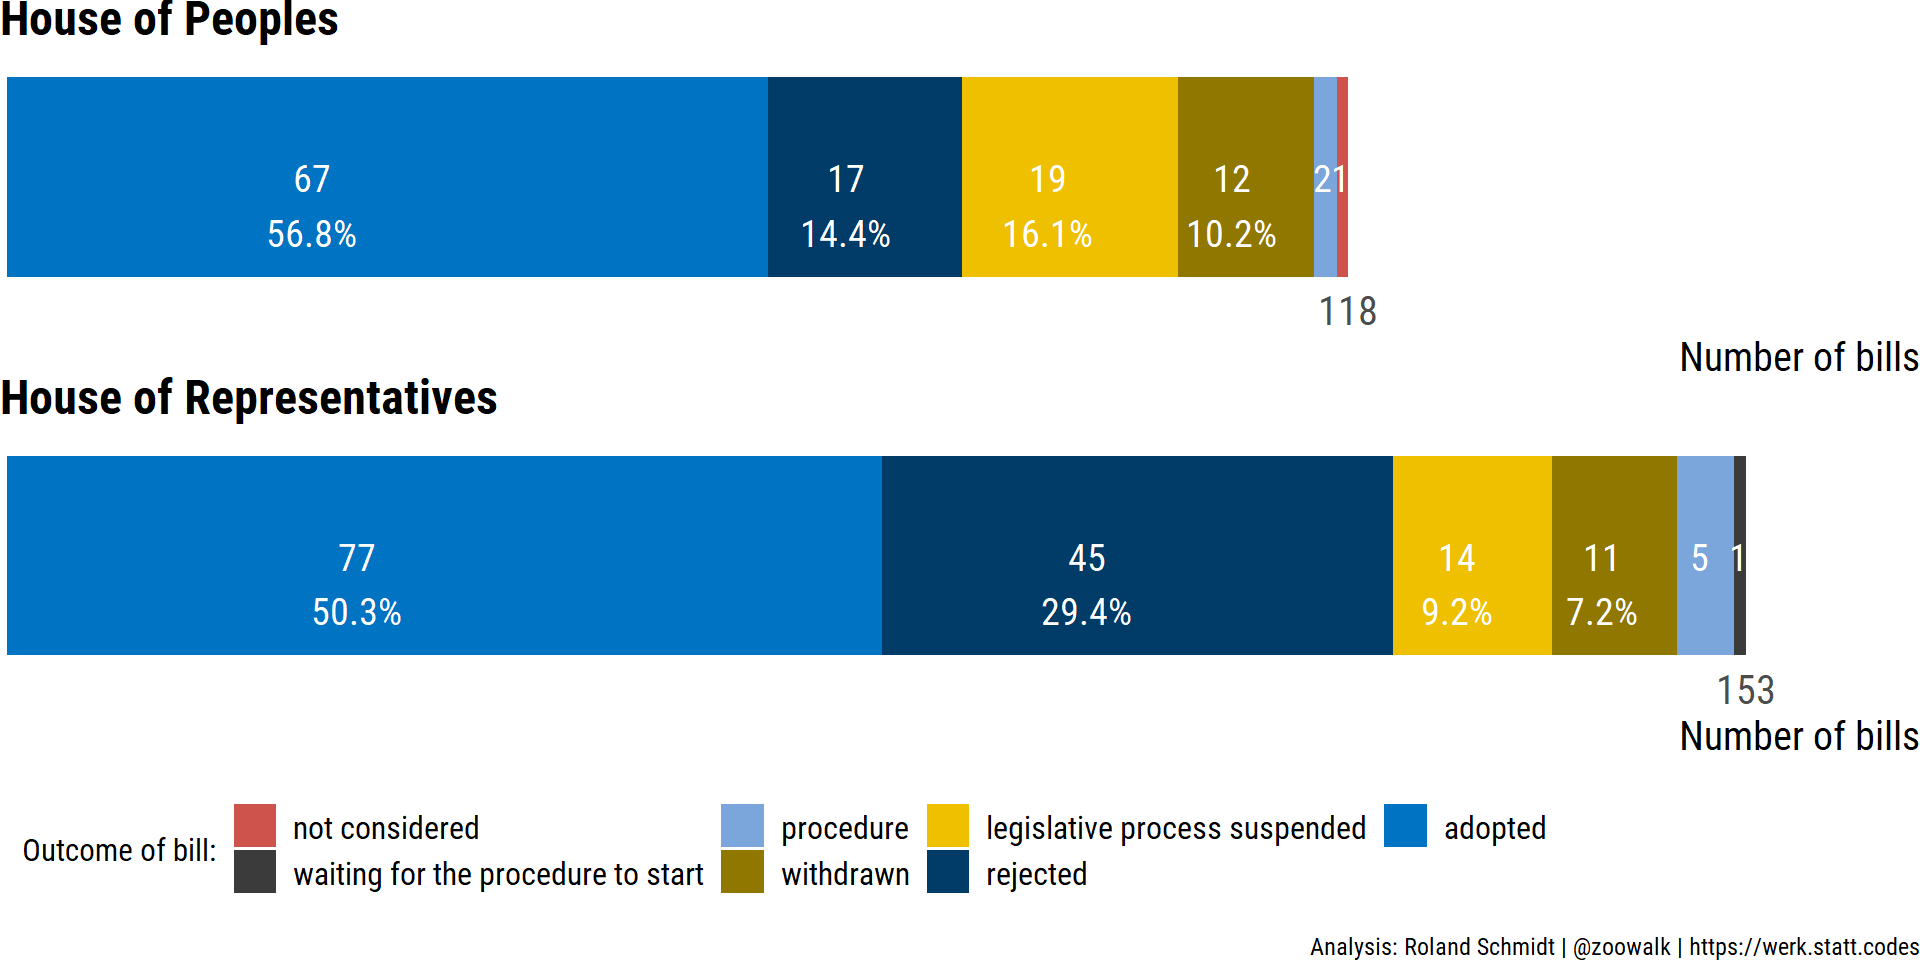 House of Peoples
67 17 19 12 2 1
56.8% 14.4% 16.1% 10.2%
118
Number of bills
House of Representatives
77 45 14 11 5 1
50.3% 29.4% 9.2% 7.2%
153
Number of bills
Outcome of bill:
not considered procedure legislative process suspended adopted
waiting for the procedure to start withdrawn rejected
Analysis: Roland Schmidt | @zoowalk | https://werk.statt.codes